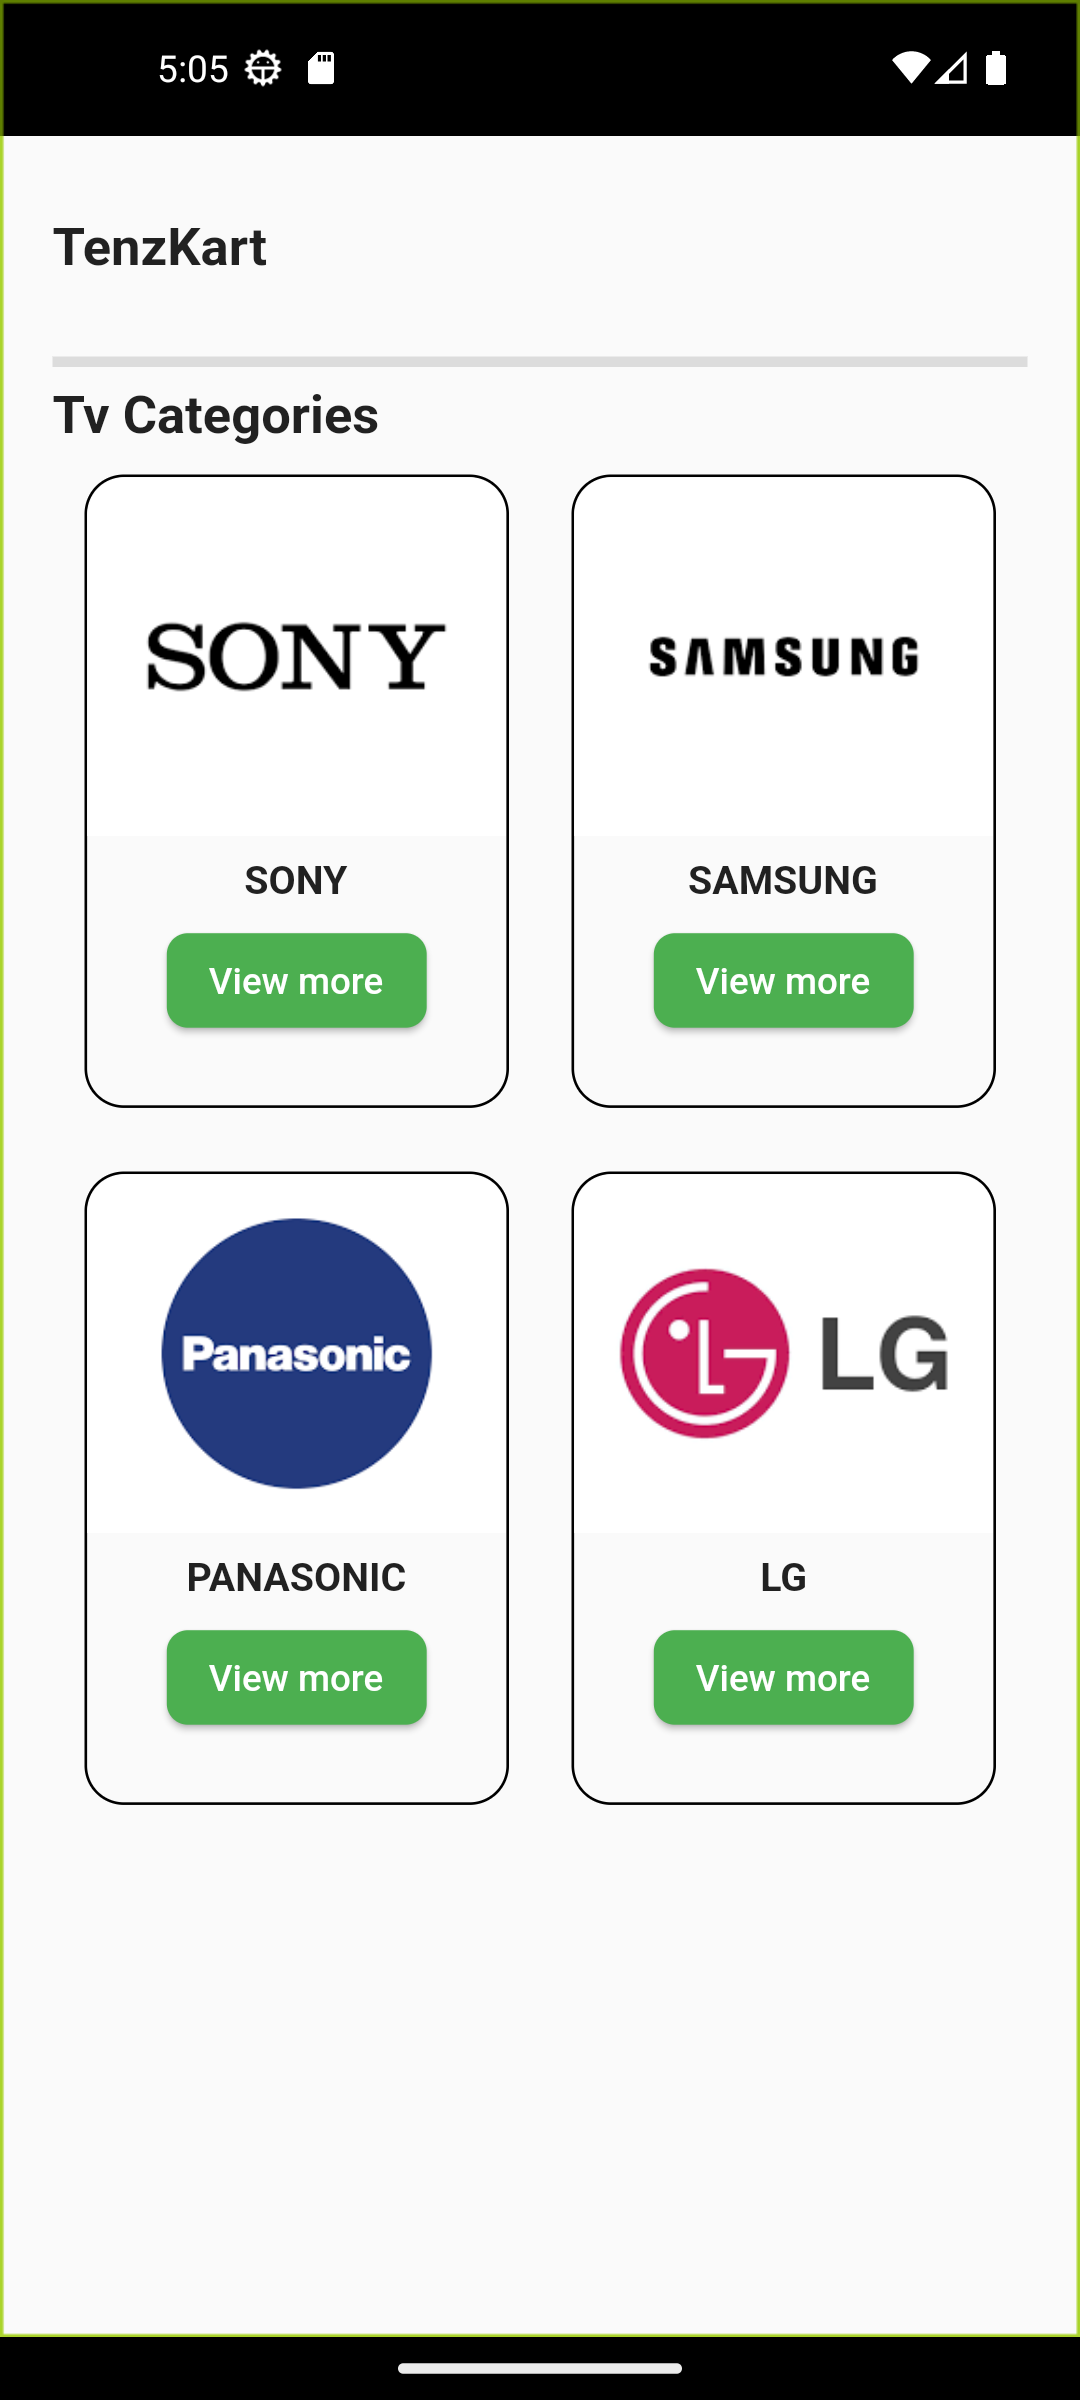 5:05
TenzKart
Tv Categories
SONY
SAMSUNG
SONY
SAMSUNG
View more
View more
Panasonic
LG
PANASONIC
LG
View more
View more